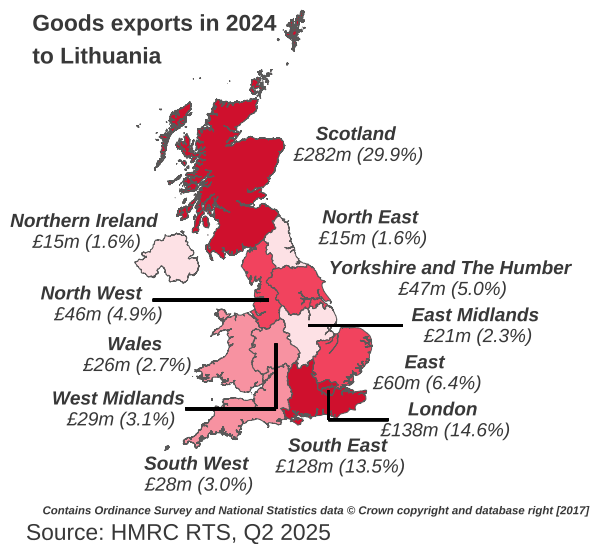 Goods exports in 2024
to Lithuania
Scotland
£282m (29.9%)
Northern Ireland
£15m (1.6%)
North East
£15m (1.6%)
Yorkshire and The Humber
£47m (5.0%)
North West
£46m (4.9%)
East Midlands
£21m (2.3%)
Wales
£26m (2.7%)
East
£60m (6.4%)
West Midlands
£29m (3.1%)
London
£138m (14.6%)
South East
£128m (13.5%)
South West
£28m (3.0%)
Contains Ordinance Survey and National Statistics data © Crown copyright and database right [2017]
Source: HMRC RTS, Q2 2025